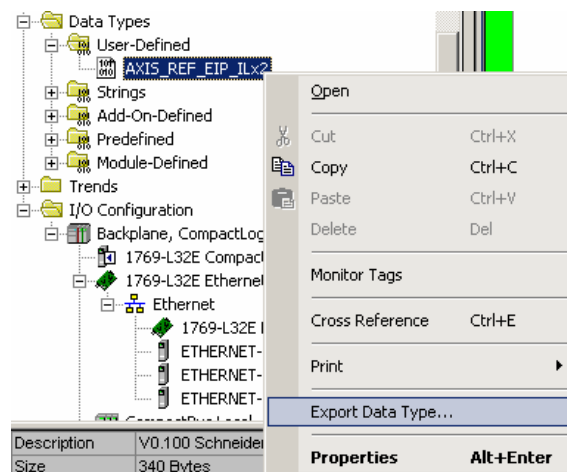 Data Types
User-Defined
AXIS_REF_EIP_ILx2
Strings
Add-On-Defined
Predefined
Module-Defined
Trends
I/O Configuration
Backplane, CompactLog
1769-L32E Compact
1769-L32E Ethernet
Ethernet
1769-L32E
ETHERNET-
ETHERNET-
ETHERNET-
Description V0.100 Schneider
Size 340 Bytes
Open
Cut Ctrl+X
Copy Ctrl+C
Paste Ctrl+V
Delete Del
Monitor Tags
Cross Reference Ctrl+E
Print
Export Data Type...
Properties Alt+Enter